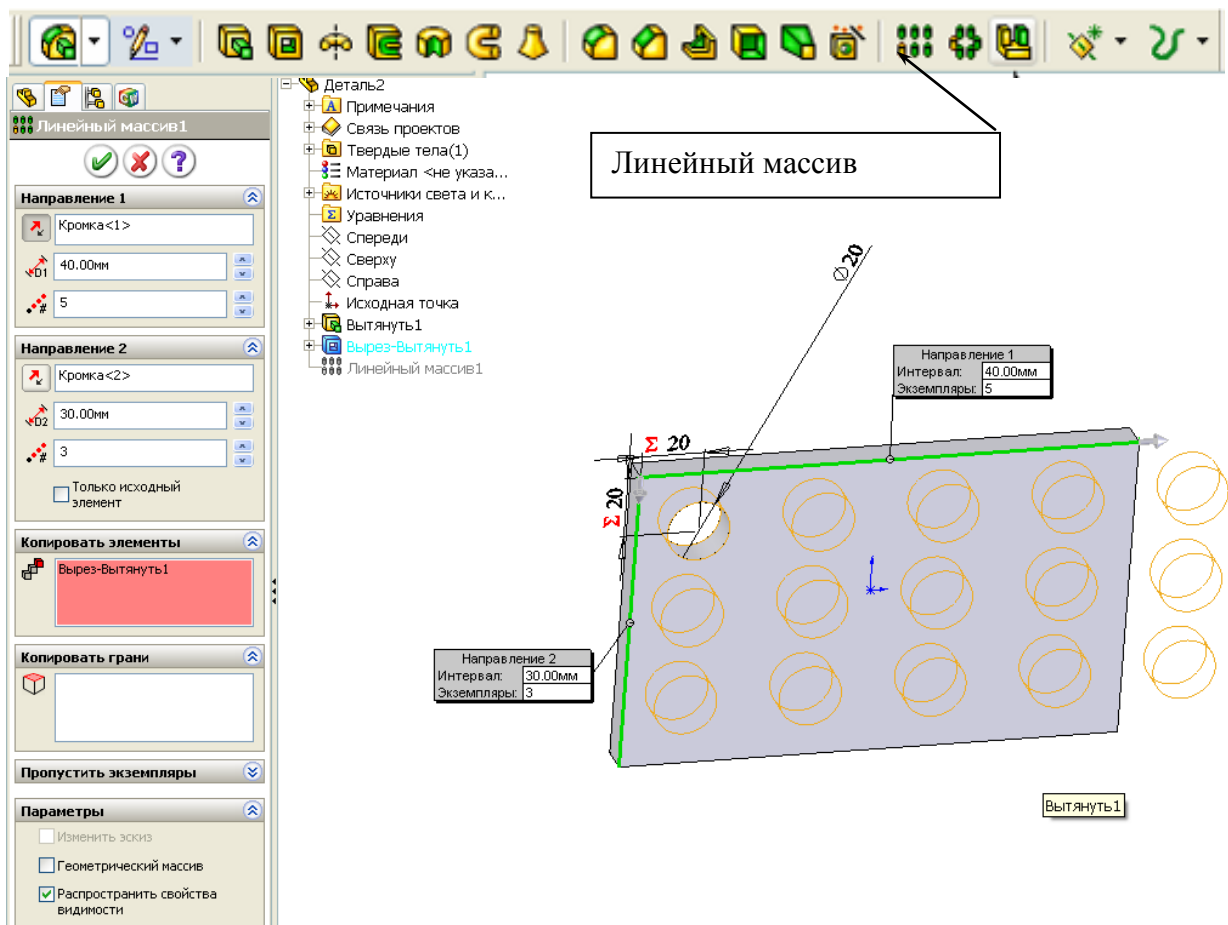 Линейный массив
Линейный массив1
Направление 1
Кромка<1>
D1
40.00мм
#
5
Направление 2
Кромка<2>
D2
30.00мм
#
3
Только исходный
элемент
Копировать элементы
Вырез-Вытянуть1
Копировать грани
Пропустить экземпляры
Параметры
Изменить эскиз
Геометрический массив
Распространить свойства
видимости
Деталь2
Примечания
Связь проектов
Твердые тела(1)
Материал <не указа...
Источники света и к...
Уравнения
Спереди
Сверху
Справа
Исходная точка
Вытянуть1
Вырез-Вытянуть1
Линейный массив1
∅20
Направление 1
Интервал: 40.00мм
Экземпляры: 5
Σ 20
Σ 20
Направление 2
Интервал: 30.00мм
Экземпляры: 3
Вытянуть1